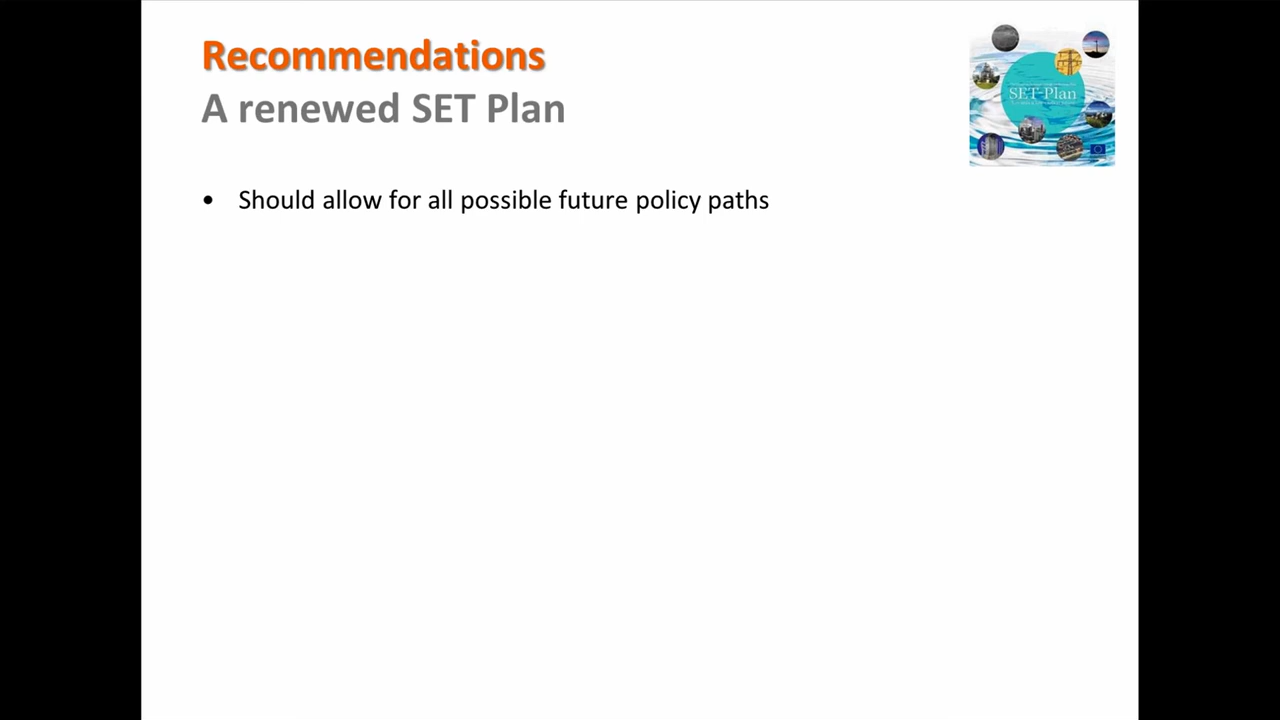 Recommendations
A renewed SET Plan
SET-Plan
• Should allow for all possible future policy paths